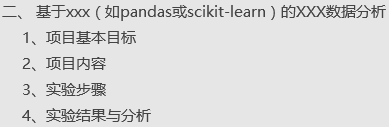 二、 基于xxx（如pandas或scikit-learn）的XXX数据分析
1、项目基本目标
2、项目内容
3、实验步骤
4、实验结果与分析